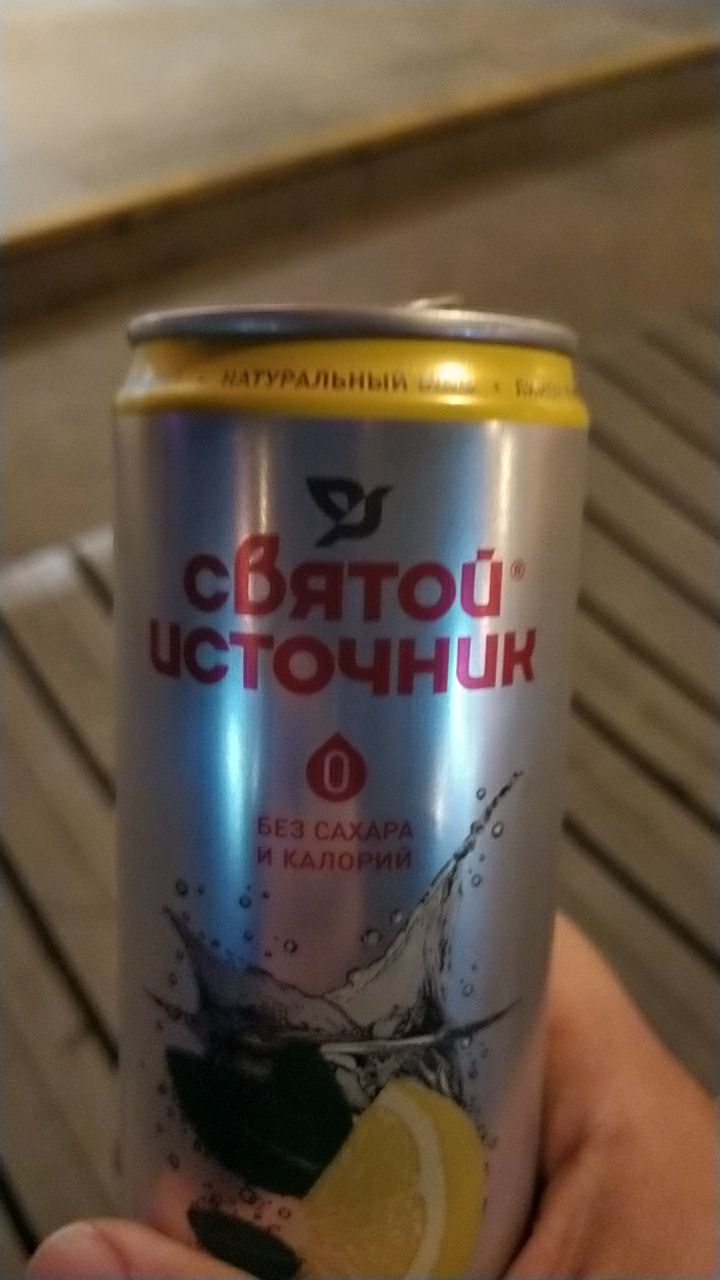 НАТУРАЛЬНЫЙ
святой®
источник
0
БЕЗ САХАРА
И КАЛОРИЙ